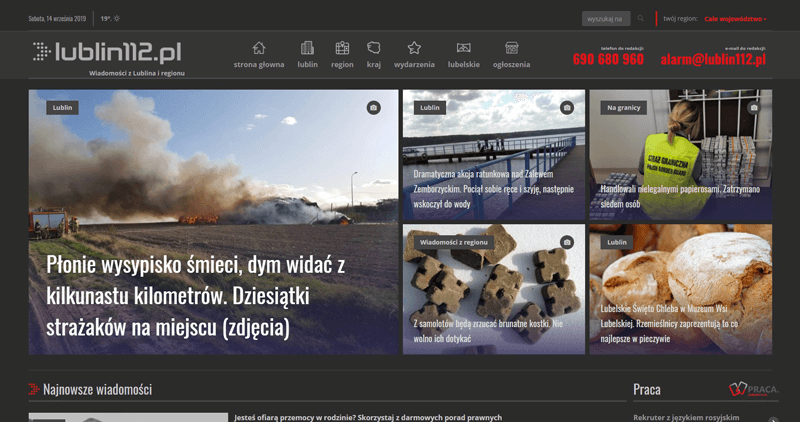 Sobota, 14 września 2019
19°
wyszukaj na
twój region: Całe województwo
lublin112.pl
Wiadomości z Lublina i regionu
strona główna
lublin
region
kraj
wydarzenia
lubelskie
ogłoszenia
telefon do redakcji:
690 680 960
e-mail do redakcji:
alarm@lublin112.pl
Lublin
Płonie wysypisko śmieci, dym widać z
kilkunastu kilometrów. Dziesiątki
strażaków na miejscu (zdjęcia)
Lublin
Dramatyczna akcja ratunkowa nad Zalewem
Zemborzyckim. Pociął sobie ręce i szyję, następnie
wskoczył do wody
Na granicy
STRAŻ GRANICZNA
Handlowali nielegalnymi papierosami. Zatrzymano
siedem osób
Wiadomości z regionu
Z samolotów będą zrzucać brunatne kostki. Nie
wolno ich dotykać
Lublin
Lubelskie Święto Chleba w Muzeum Wsi
Lubelskiej. Rzemieślnicy zaprezentują to co
najlepsze w pieczywie
Najnowsze wiadomości
Praca
PRACA
Jesteś ofiarą przemocy w rodzinie? Skorzystaj z darmowych porad prawnych
Rekruter z językiem rosyjskim